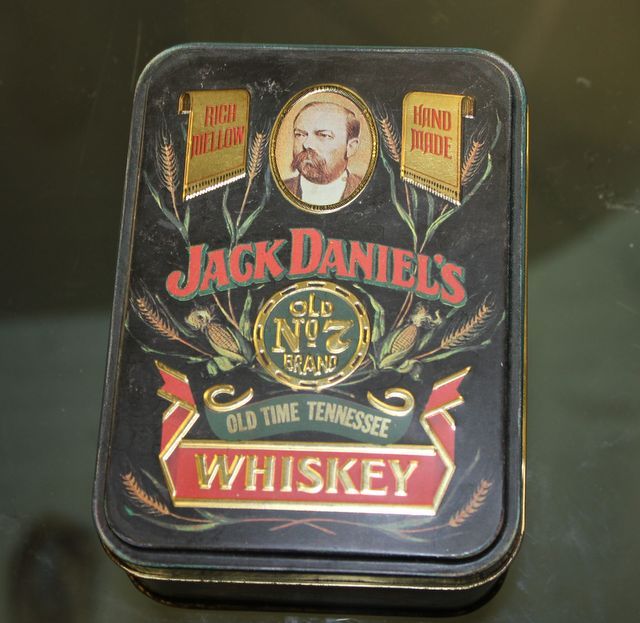 RICH
MELLOW
HAND
MADE
JACK DANIEL'S
OLD
Nº 7
BRAND
OLD TIME TENNESSEE
WHISKEY